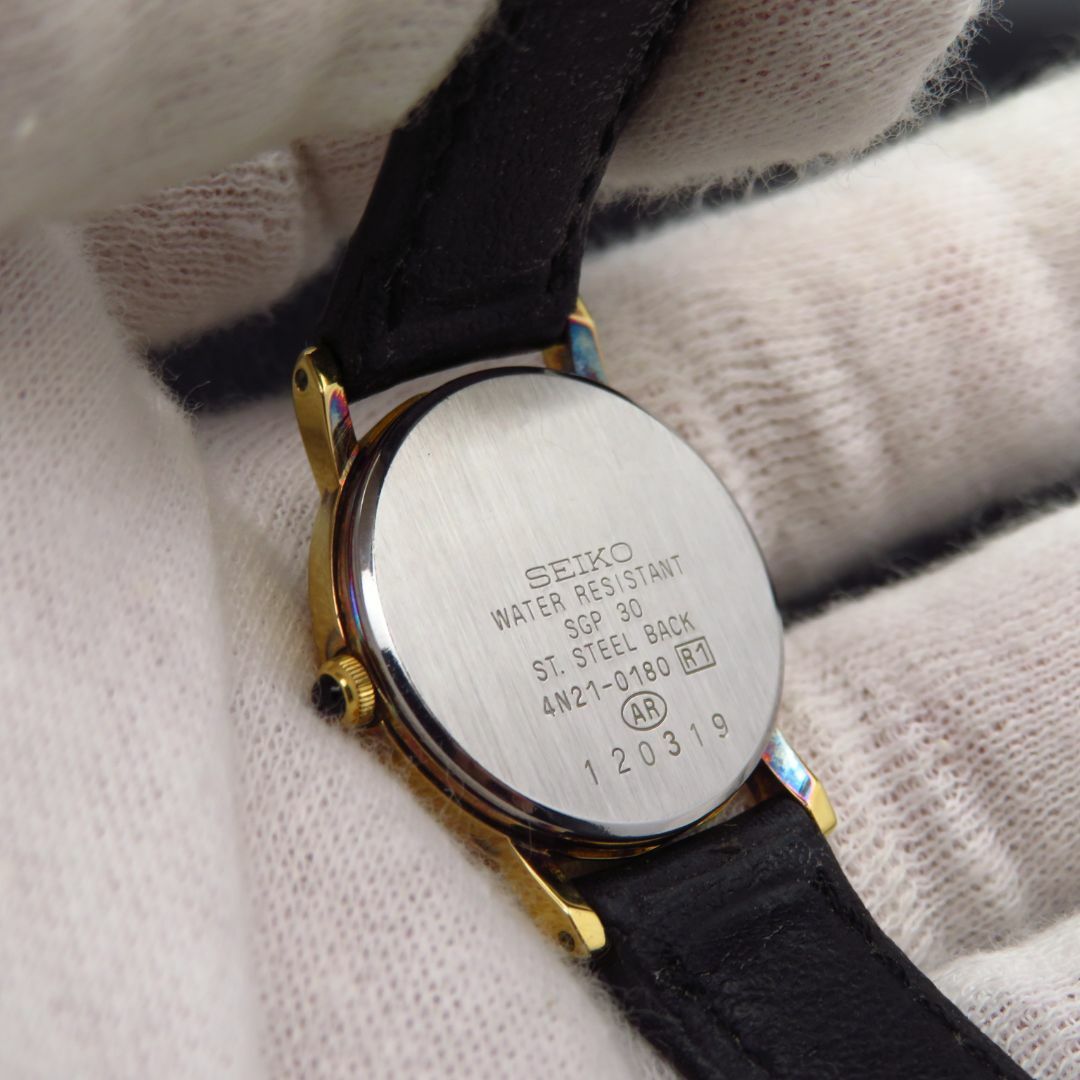 SEIKO
WATER RESISTANT
SGP 30
ST. STEEL BACK
4N21-0180 R1
AR
120319